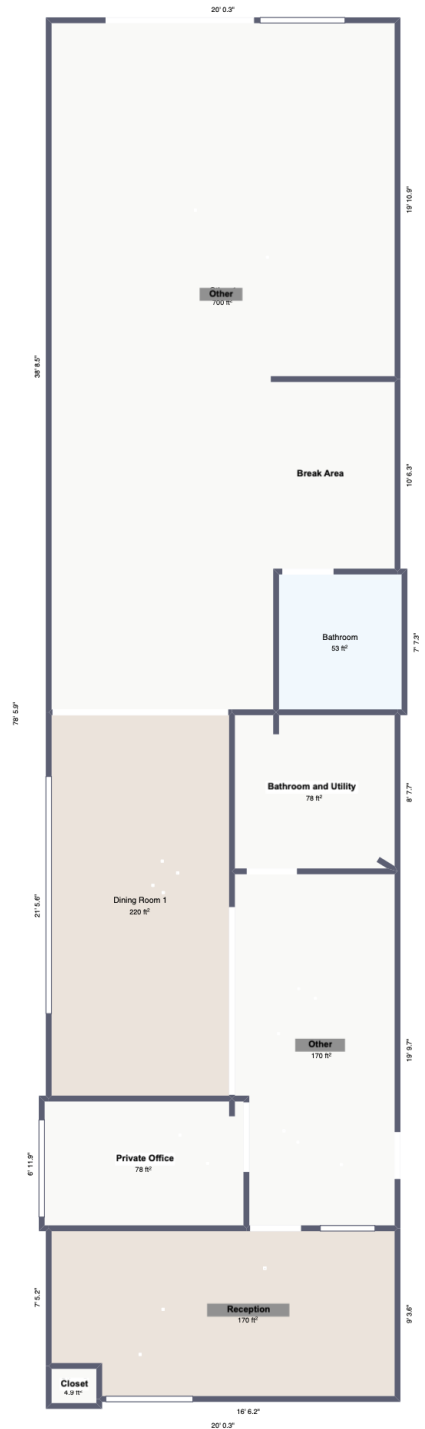 20' 0.3"
19' 10.9"
Other
700 ft²
38' 8.5"
Break Area
10' 6.3"
Bathroom
53 ft²
7' 7.3"
78' 5.9"
Bathroom and Utility
78 ft²
8' 7.7"
Dining Room 1
220 ft²
21' 5.6"
Other
170 ft²
19' 9.7"
Private Office
78 ft²
6' 11.9"
7' 5.2"
Reception
170 ft²
9' 3.6"
Closet
4.9 ft²
16' 6.2"
20' 0.3"